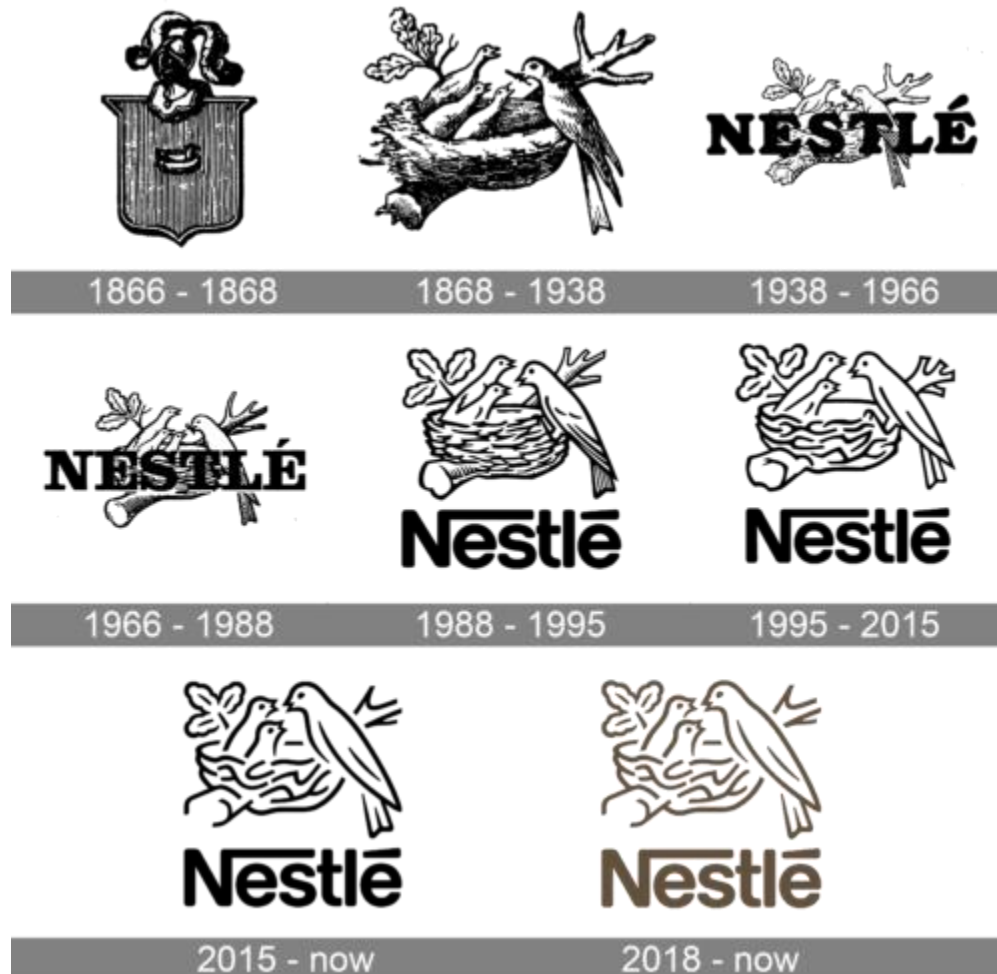 NESTLÉ
1866 - 1868
1868 - 1938
1938 - 1966
NESTLÉ
Nestlé
Nestlé
1966 - 1988
1988 - 1995
1995 - 2015
Nestlé
Nestlé
2015 - now
2018 - now